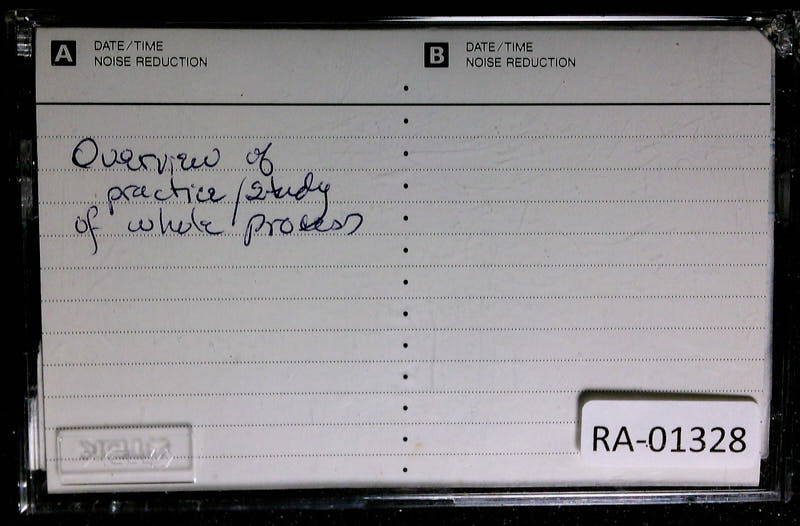 A DATE/TIME
NOISE REDUCTION
B DATE/TIME
NOISE REDUCTION
Overview of
practice/study
of whole process
RA-01328